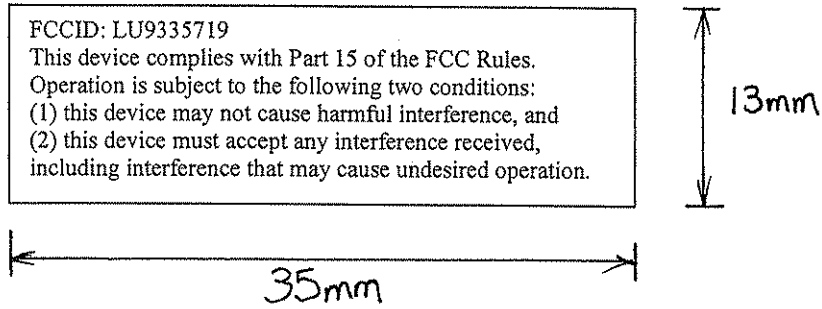 FCCID: LU9335719
This device complies with Part 15 of the FCC Rules.
Operation is subject to the following two conditions:
(1) this device may not cause harmful interference, and
(2) this device must accept any interference received,
including interference that may cause undesired operation.
13mm
35mm